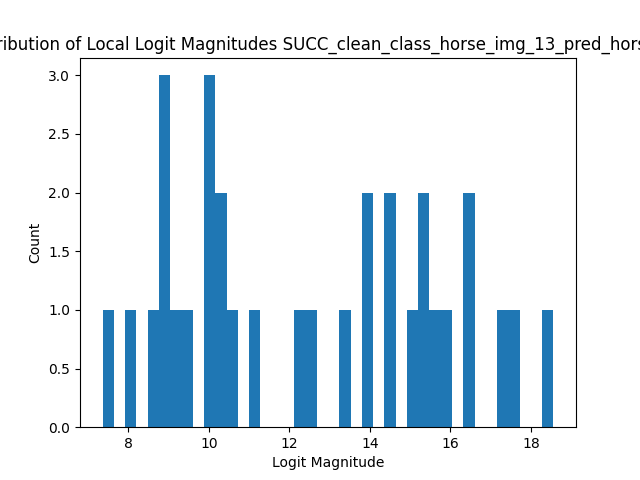 ribution of Local Logit Magnitudes SUCC_clean_class_horse_img_13_pred_hors
3.0
2.5
2.0
1.5
1.0
0.5
0.0
Count
8 10 12 14 16 18
Logit Magnitude